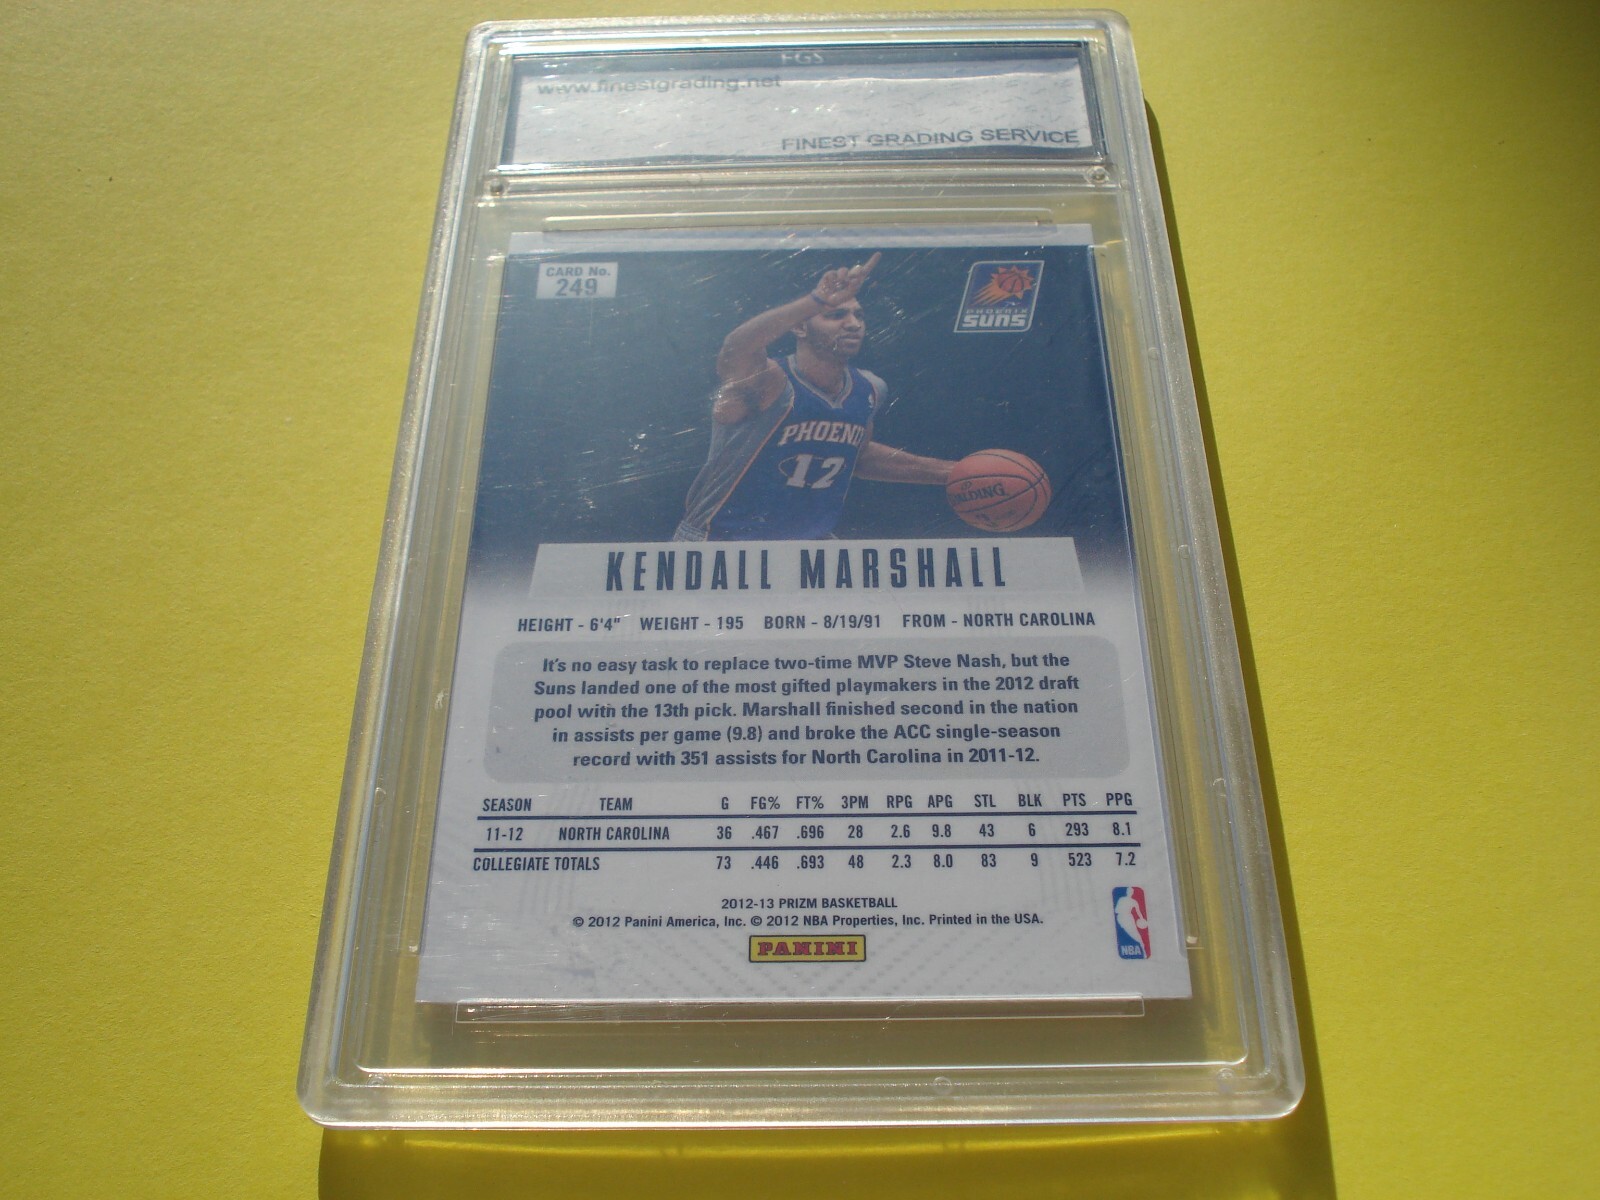 FGS
www.finestgrading.net
FINEST GRADING SERVICE
CARD No.
249
PHOENIX
SUNS
PHOENI
12
SPALDING
KENDALL MARSHALL
HEIGHT - 6'4" WEIGHT - 195 BORN - 8/19/91 FROM - NORTH CAROLINA
It's no easy task to replace two-time MVP Steve Nash, but the
Suns landed one of the most gifted playmakers in the 2012 draft
pool with the 13th pick. Marshall finished second in the nation
in assists per game (9.8) and broke the ACC single-season
record with 351 assists for North Carolina in 2011-12.
SEASON TEAM G FG% FT% 3PM RPG APG STL BLK PTS PPG
11-12 NORTH CAROLINA 36 .467 .696 28 2.6 9.8 43 6 293 8.1
COLLEGIATE TOTALS 73 .446 .693 48 2.3 8.0 83 9 523 7.2
2012-13 PRIZM BASKETBALL
© 2012 Panini America, Inc. © 2012 NBA Properties, Inc. Printed in the USA.
PANINI
NBA